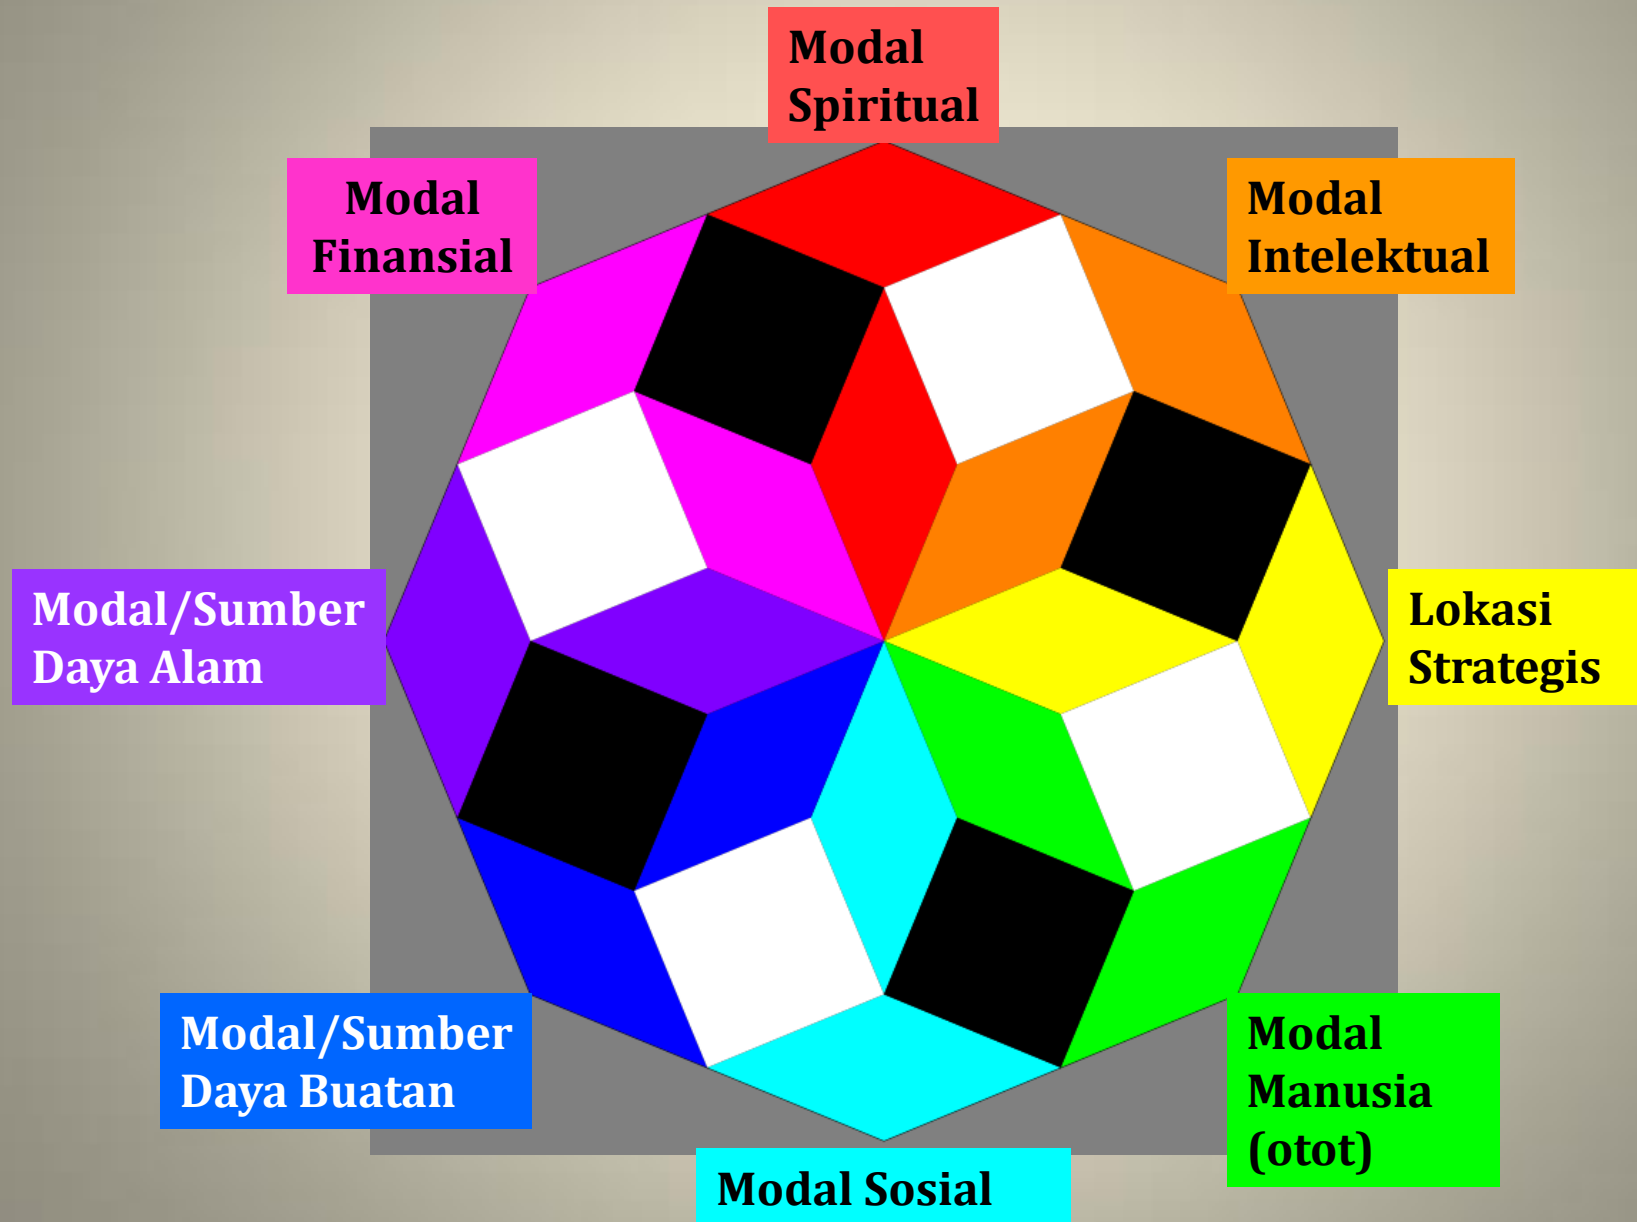 Modal
Spiritual
Modal
Finansial
Modal
Intelektual
Modal/Sumber
Daya Alam
Lokasi
Strategis
Modal/Sumber
Daya Buatan
Modal
Manusia
(otot)
Modal Sosial